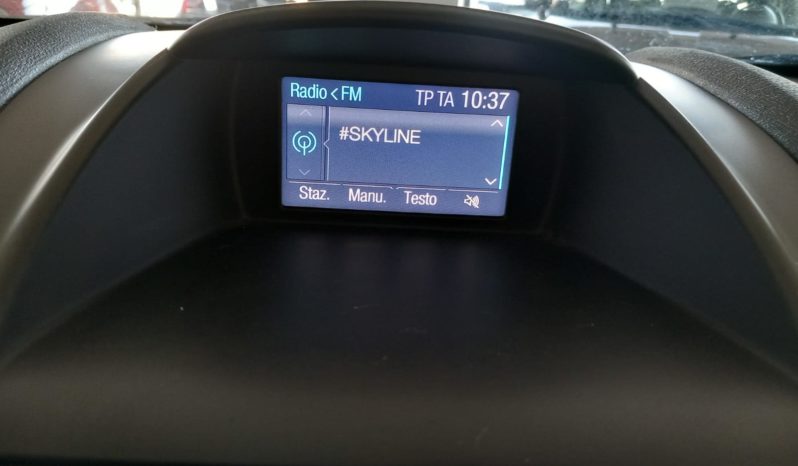 Radio < FM TP TA 10:37
#SKYLINE
Staz. Manu. Testo